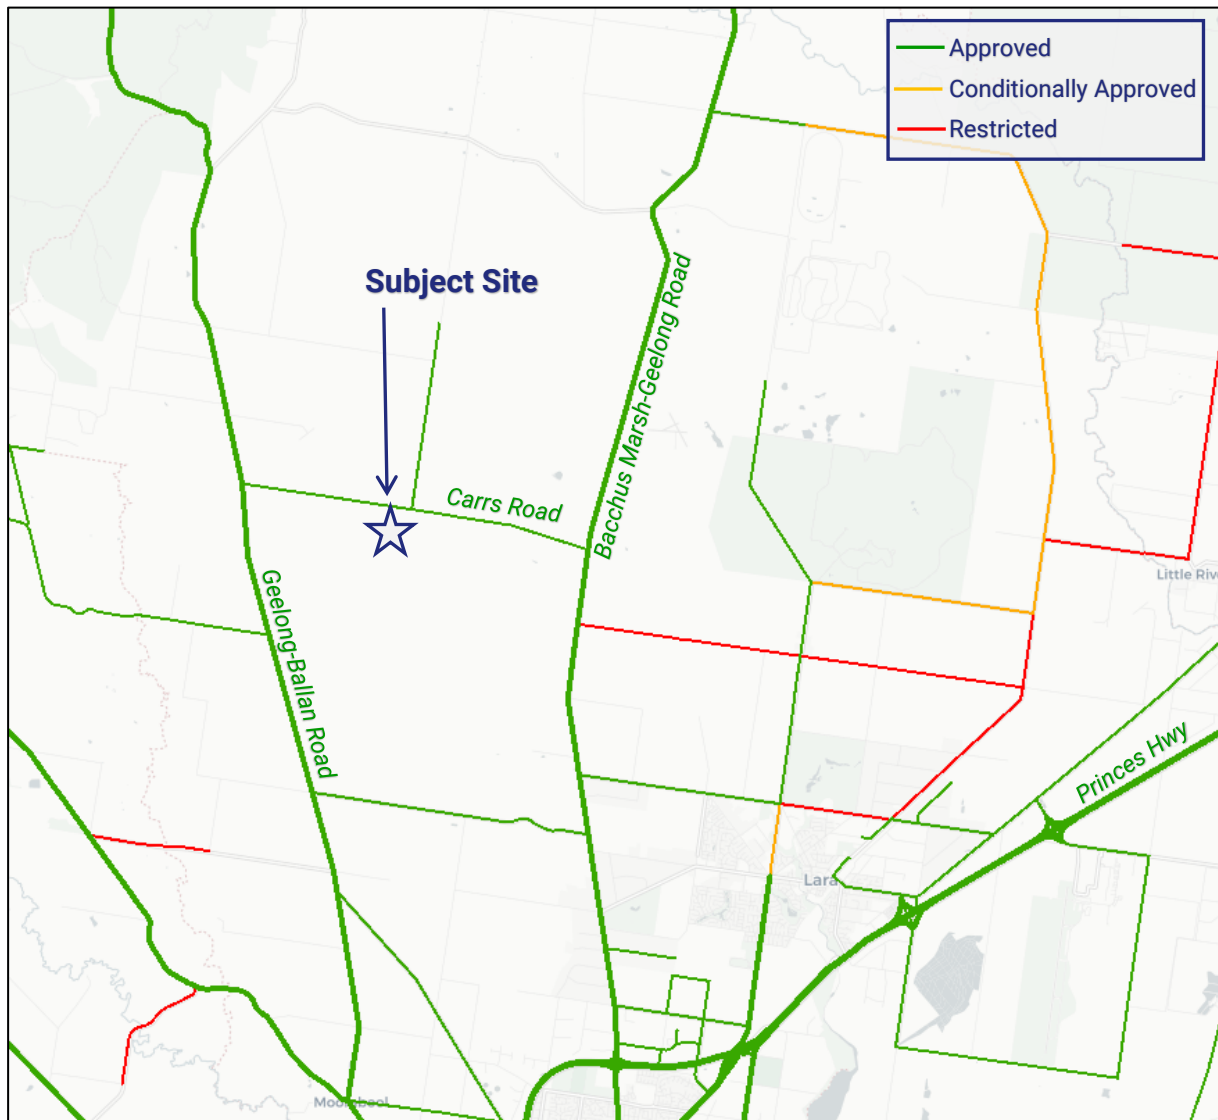 Approved
Conditionally Approved
Restricted
Subject Site
Bacchus Marsh-Geelong Road
Carrs Road
Little Riv
Geelong-Ballan Road
Princes Hwy
Lara